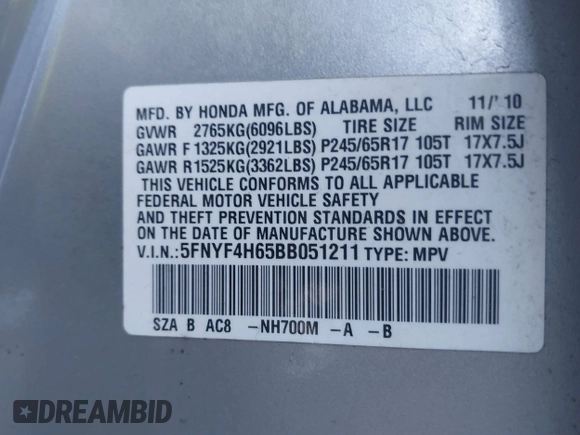 MFD. BY HONDA MFG. OF ALABAMA, LLC 11/'10
GVWR 2765KG(6096LBS) TIRE SIZE RIM SIZE
GAWR F 1325KG(2921LBS) P245/65R17 105T 17X7.5J
GAWR R 1525KG(3362LBS) P245/65R17 105T 17X7.5J
THIS VEHICLE CONFORMS TO ALL APPLICABLE
FEDERAL MOTOR VEHICLE SAFETY
AND THEFT PREVENTION STANDARDS IN EFFECT
ON THE DATE OF MANUFACTURE SHOWN ABOVE.
V.I.N.:5FNYF4H65BB051211 TYPE: MPV
SZA B AC8 -NH700M -A -B
DREAMBID